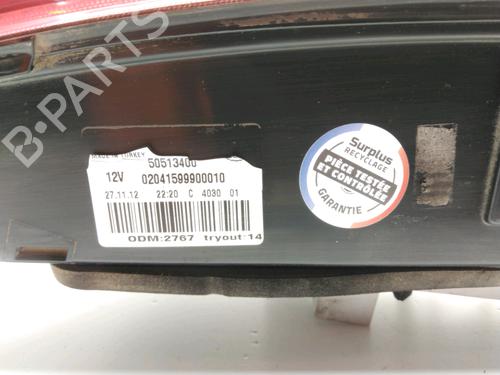 B-PARTS
MADE IN TURKEY
50513400
12V 02041599900010
27.11.12 22:20 C 4030 01
ODM:2767 tryout:14
Surplus
RECYCLAGE
PIÈCE TESTÉE
ET CONTRÔLÉE
GARANTIE